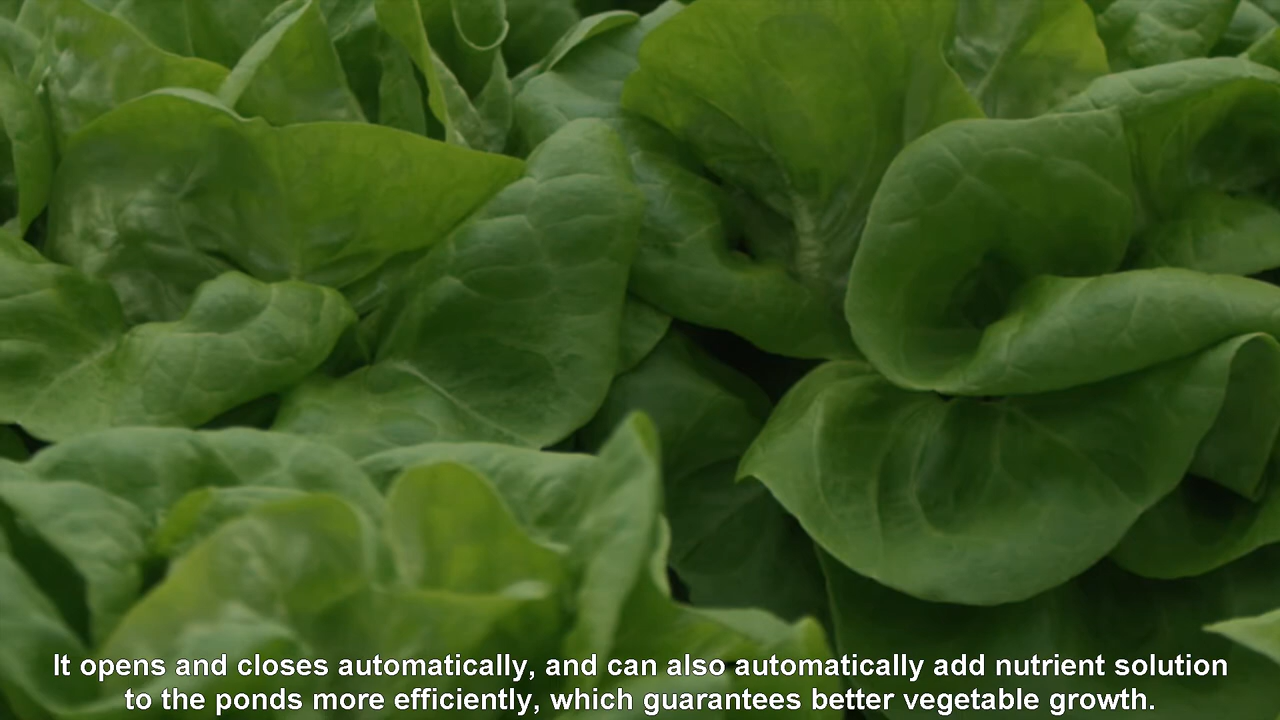 It opens and closes automatically, and can also automatically add nutrient solution
to the ponds more efficiently, which guarantees better vegetable growth.